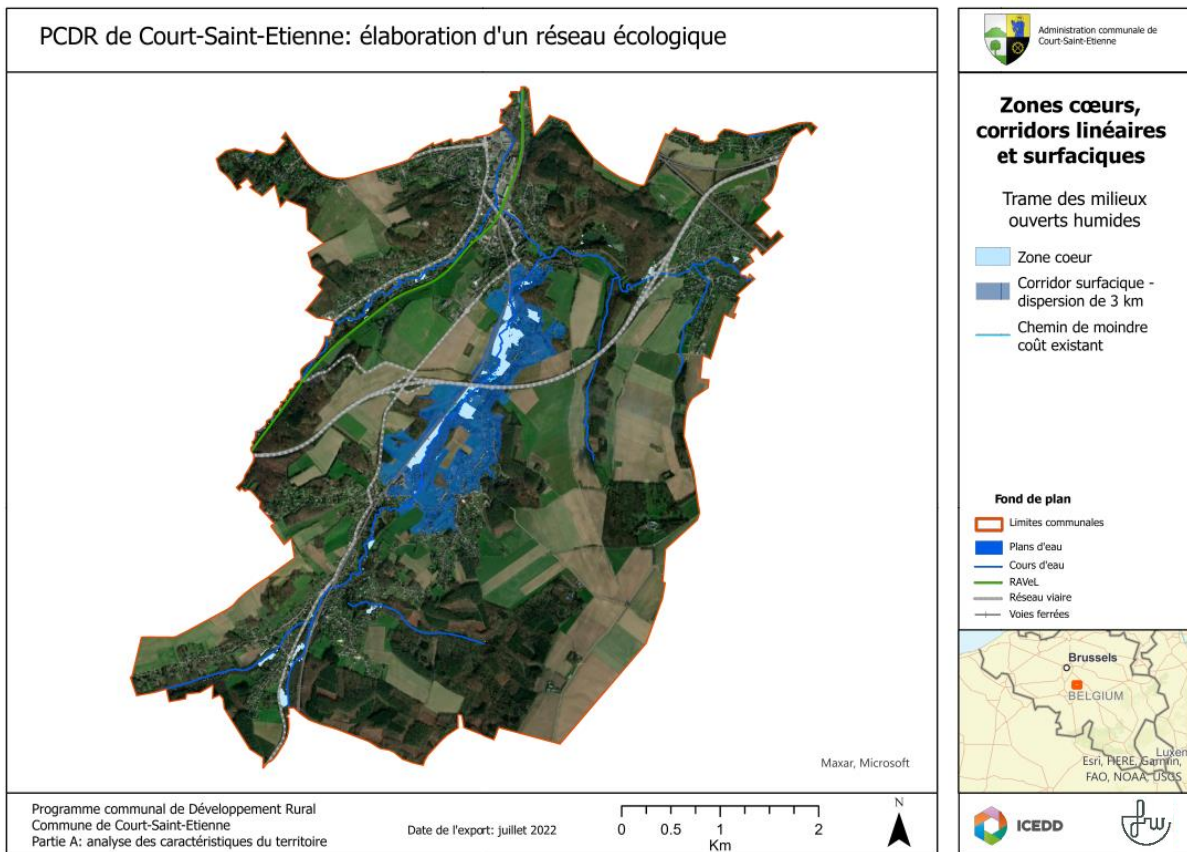 PCDR de Court-Saint-Etienne: élaboration d'un réseau écologique
Administration communale de
Court-Saint-Etienne
Zones cœurs,
corridors linéaires
et surfaciques
Trame des milieux
ouverts humides
Zone coeur
Corridor surfacique -
dispersion de 3 km
Chemin de moindre
coût existant
Fond de plan
Limites communales
Plans d'eau
Cours d'eau
RAVeL
Réseau viaire
Voies ferrées
Brussels
BELGIUM
Luxem
Esri, HERE, Garmin,
FAO, NOAA, USGS
Maxar, Microsoft
Programme communal de Développement Rural
Commune de Court-Saint-Etienne
Partie A: analyse des caractéristiques du territoire
Date de l'export: juillet 2022
0 0.5 1 2
Km
N
ICEDD